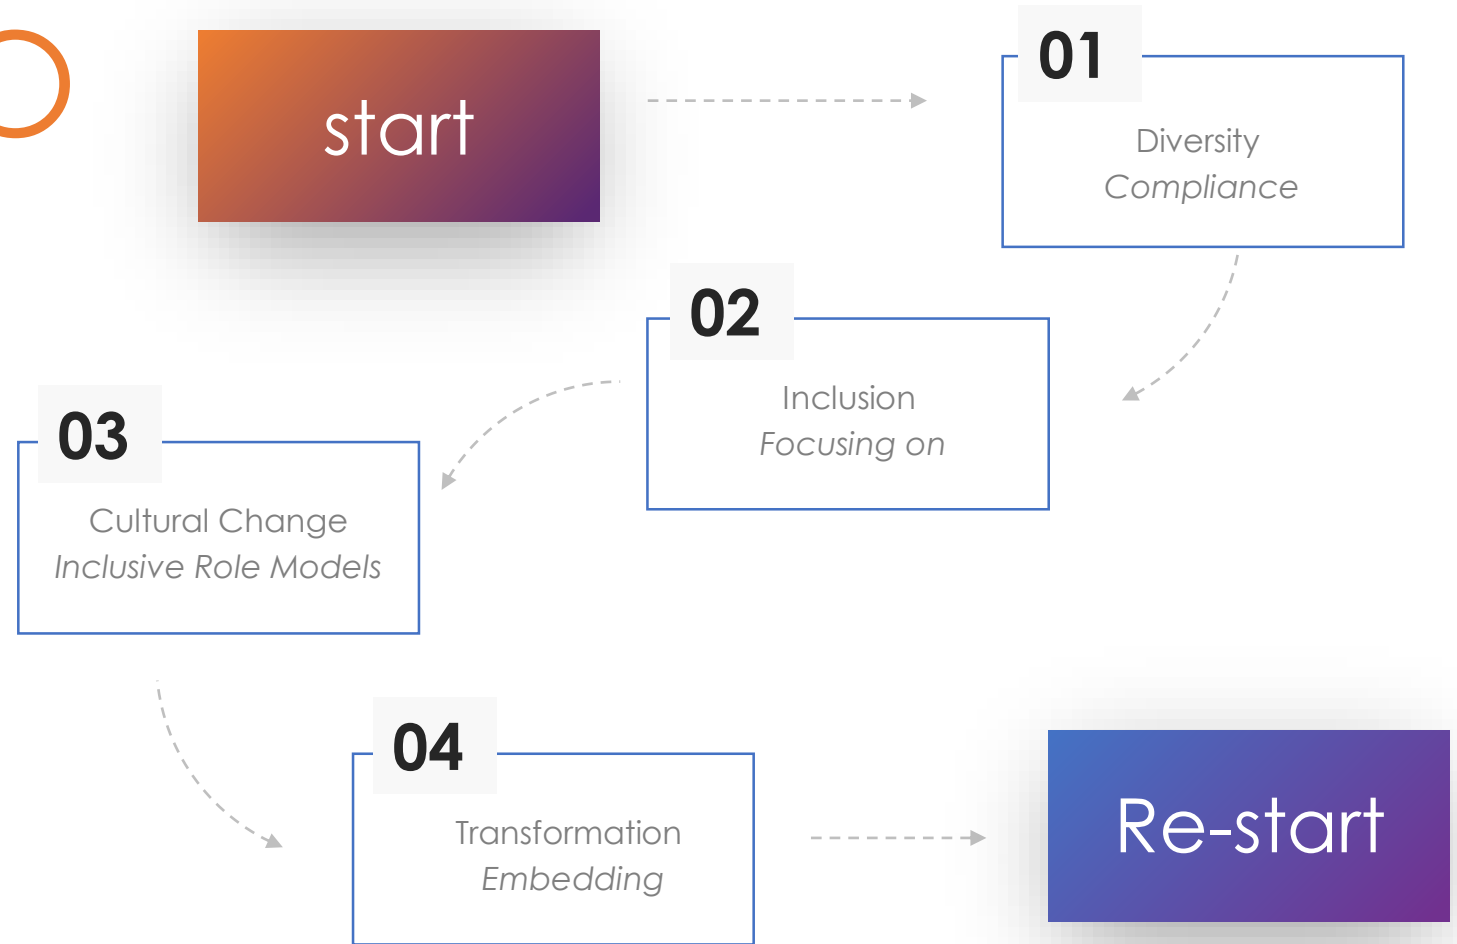 start
01
Diversity
Compliance
02
Inclusion
Focusing on
03
Cultural Change
Inclusive Role Models
04
Transformation
Embedding
Re-start